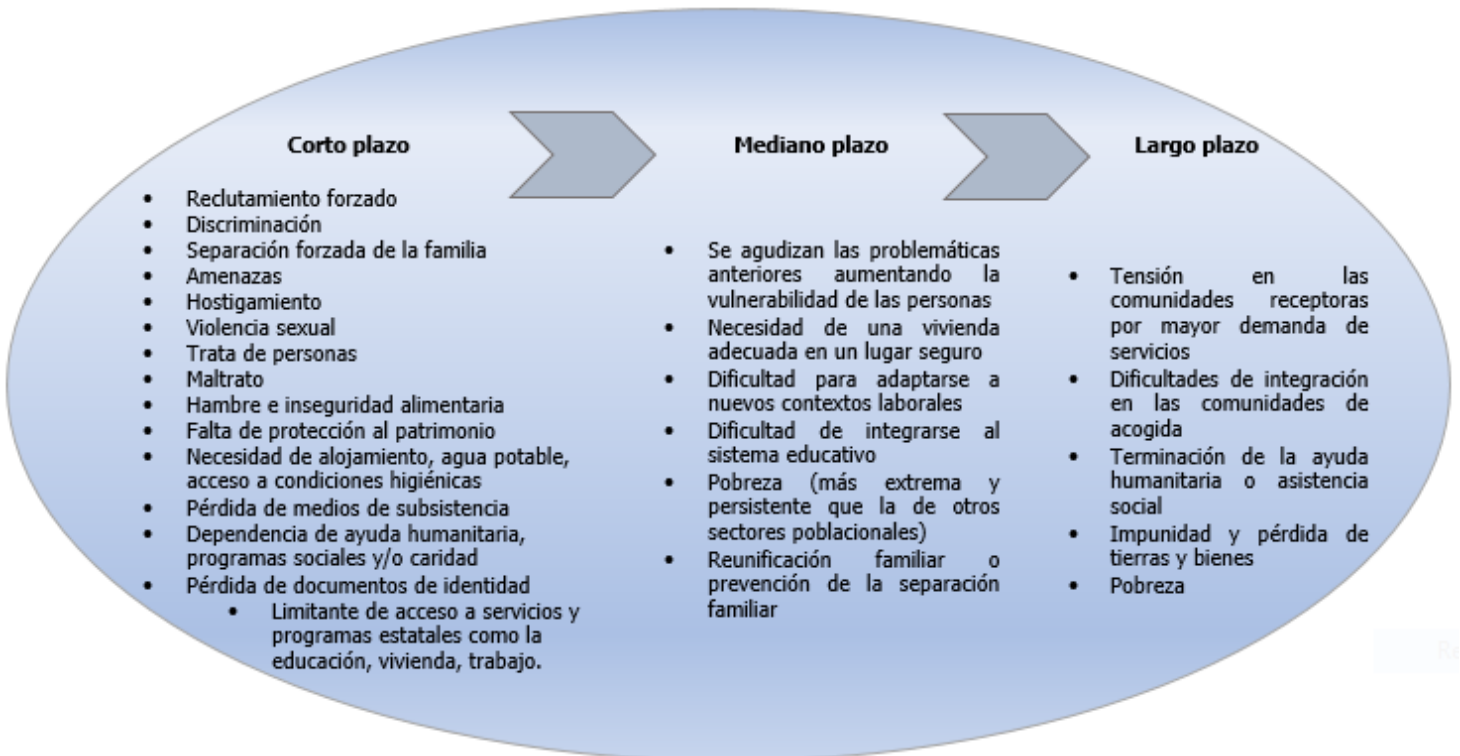 Corto plazo
• Reclutamiento forzado
• Discriminación
• Separación forzada de la familia
• Amenazas
• Hostigamiento
• Violencia sexual
• Trata de personas
• Maltrato
• Hambre e inseguridad alimentaria
• Falta de protección al patrimonio
• Necesidad de alojamiento, agua potable,
acceso a condiciones higiénicas
• Pérdida de medios de subsistencia
• Dependencia de ayuda humanitaria,
programas sociales y/o caridad
• Pérdida de documentos de identidad
• Limitante de acceso a servicios y
programas estatales como la
educación, vivienda, trabajo.
Mediano plazo
• Se agudizan las problemáticas
anteriores aumentando la
vulnerabilidad de las personas
• Necesidad de una vivienda
adecuada en un lugar seguro
• Dificultad para adaptarse a
nuevos contextos laborales
• Dificultad de integrarse al
sistema educativo
• Pobreza (más extrema y
persistente que la de otros
sectores poblacionales)
• Reunificación familiar o
prevención de la separación
familiar
Largo plazo
• Tensión en las
comunidades receptoras
por mayor demanda de
servicios
• Dificultades de integración
en las comunidades de
acogida
• Terminación de la ayuda
humanitaria o asistencia
social
• Impunidad y pérdida de
tierras y bienes
• Pobreza